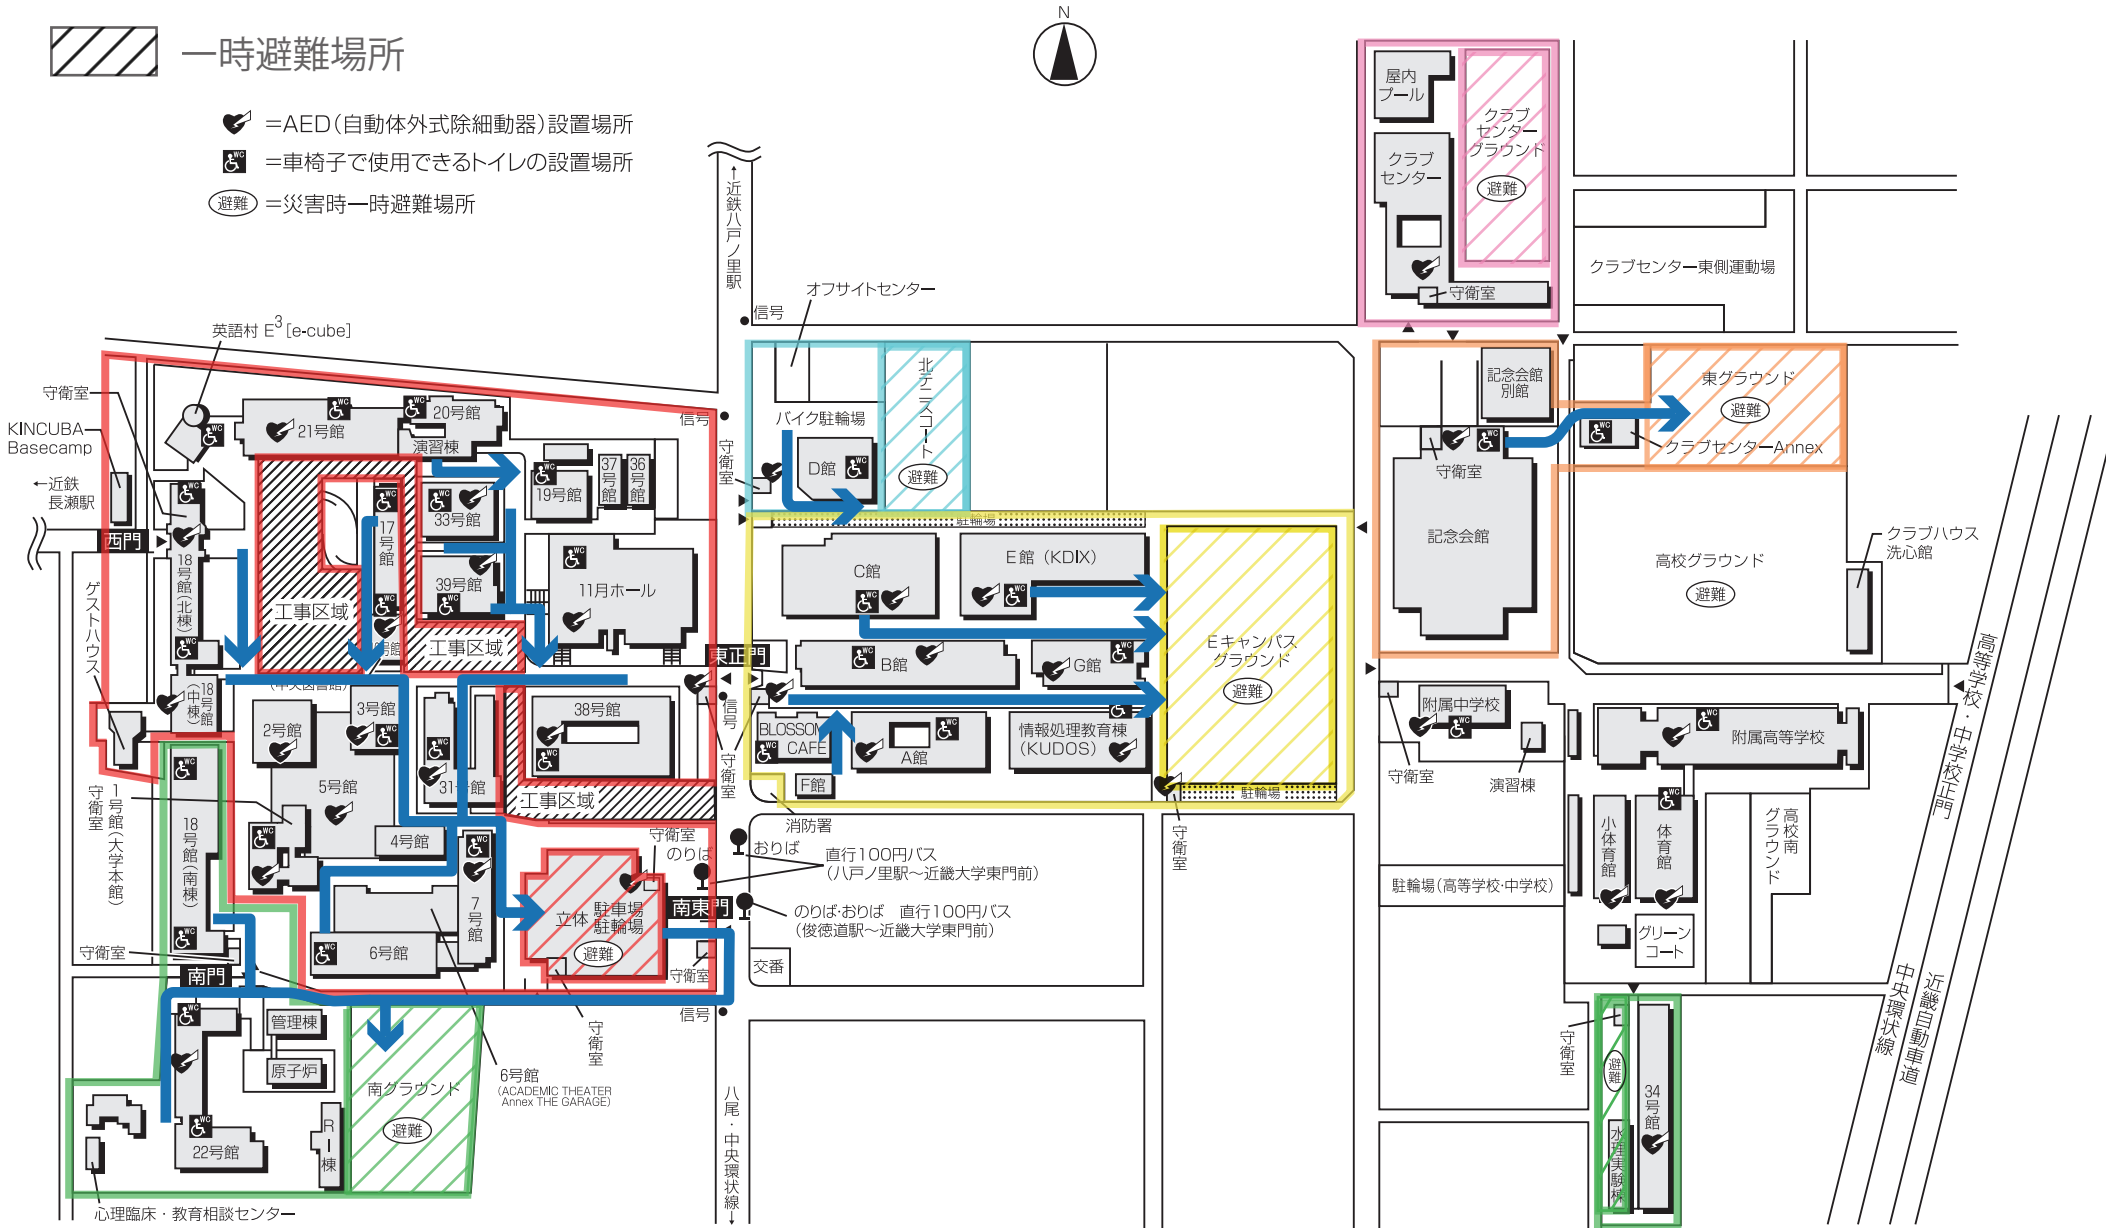 一時避難場所
N
=AED(自動体外式除細動器)設置場所
=車椅子で使用できるトイレの設置場所
避難 =災害時一時避難場所
↑近鉄八戸ノ里駅
信号
オフサイトセンター
屋内
プール
クラブ
センター
クラブ
センター
グラウンド
避難
守衛室
クラブセンター東側運動場
英語村 E³ [e-cube]
守衛室
KINCUBA
Basecamp
←近鉄
長瀬駅
西門
ゲストハウス
21号館
20号館
演習棟
19号館
37号館
36号館
33号館
17号館
39号館
11月ホール
工事区域
工事区域
号館
18号館(北棟)
18号館(中棟)
18号館(南棟)
信号
守衛室
バイク駐輪場
D館
北テニスコート
避難
駐輪場
C館
E館(KDIX)
B館
G館
東正門
信号
守衛室
BLOSSOM
CAFÉ
A館
情報処理教育棟
(KUDOS)
F館
Eキャンパス
グラウンド
避難
駐輪場
守衛室
消防署
記念会館
別館
守衛室
記念会館
東グラウンド
避難
クラブセンターAnnex
高校グラウンド
避難
クラブハウス
洗心館
高等学校・中学校正門
2号館
3号館
5号館
4号館
31号館
38号館
工事区域
1号館(大学本館)
守衛室
7号館
6号館
守衛室
のりば
おりば
直行100円バス
(八戸ノ里駅~近畿大学東門前)
南東門
のりば・おりば 直行100円バス
(俊徳道駅~近畿大学東門前)
立体
駐車場
駐輪場
避難
守衛室
守衛室
交番
信号
守衛室
南門
管理棟
原子炉
22号館
RI棟
南グラウンド
避難
6号館
(ACADEMIC THEATER
Annex THE GARAGE)
心理臨床・教育相談センター
八尾・中央環状線↓
附属中学校
守衛室
演習棟
附属高等学校
小体育館
体育館
高校南グラウンド
駐輪場(高等学校・中学校)
グリーン
コート
守衛室
避難
34号館
水理実験棟
中央環状線
近畿自動車道